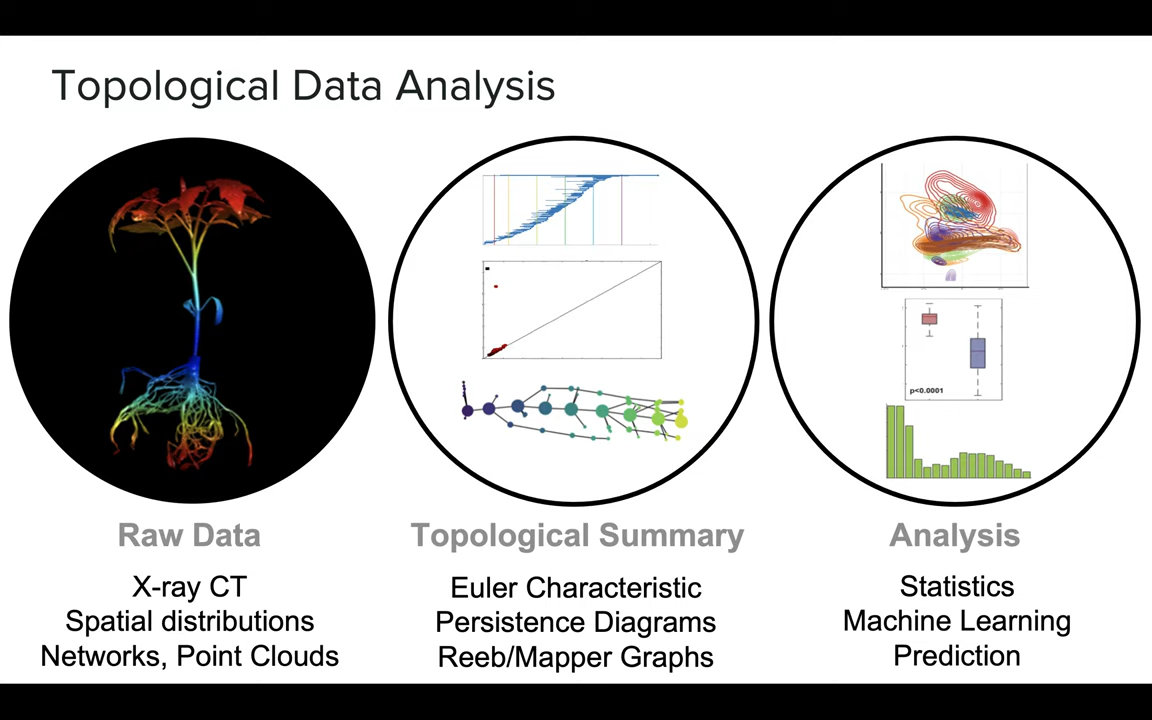 Topological Data Analysis
p<0.0001
Raw Data
X-ray CT
Spatial distributions
Networks, Point Clouds
Topological Summary
Euler Characteristic
Persistence Diagrams
Reeb/Mapper Graphs
Analysis
Statistics
Machine Learning
Prediction